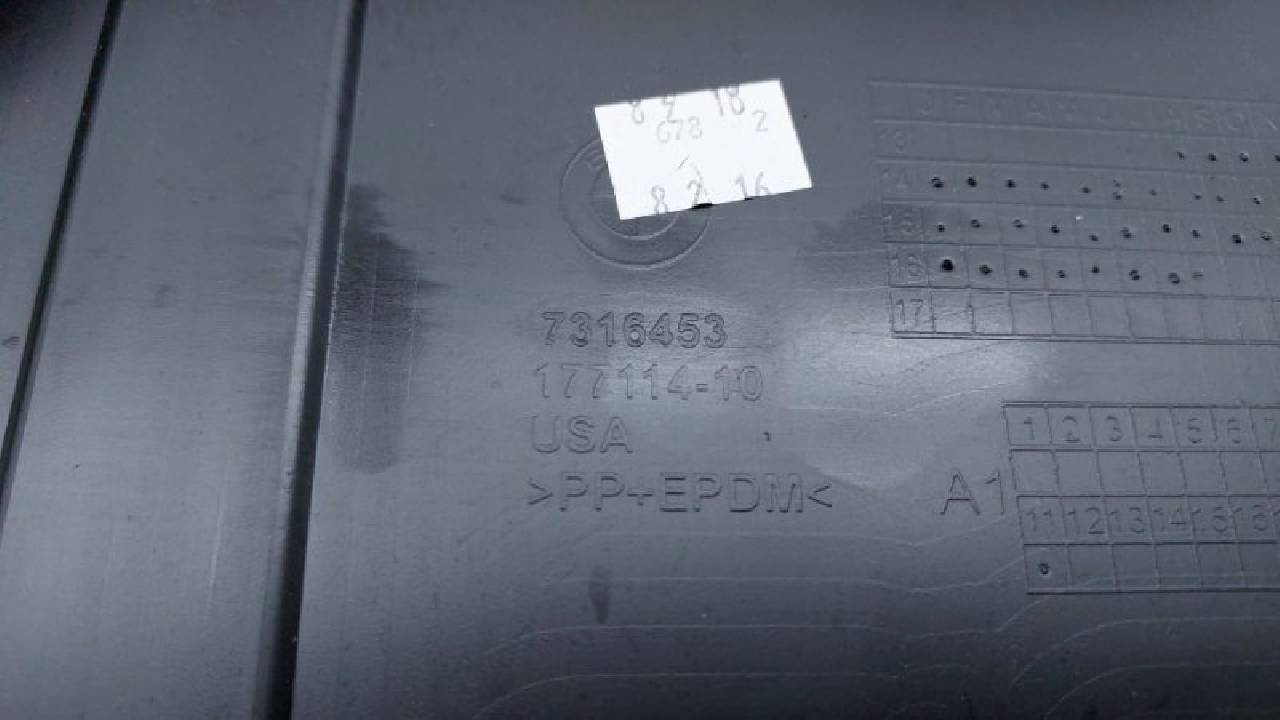 8 2 18
678 2
8 2 16
J F M A M J J A S O N
13
14
15
16
17
7316453
177114-10
USA
>PP+EPDM<
A1
1 2 3 4 5 6 7
11 12 13 14 15 16